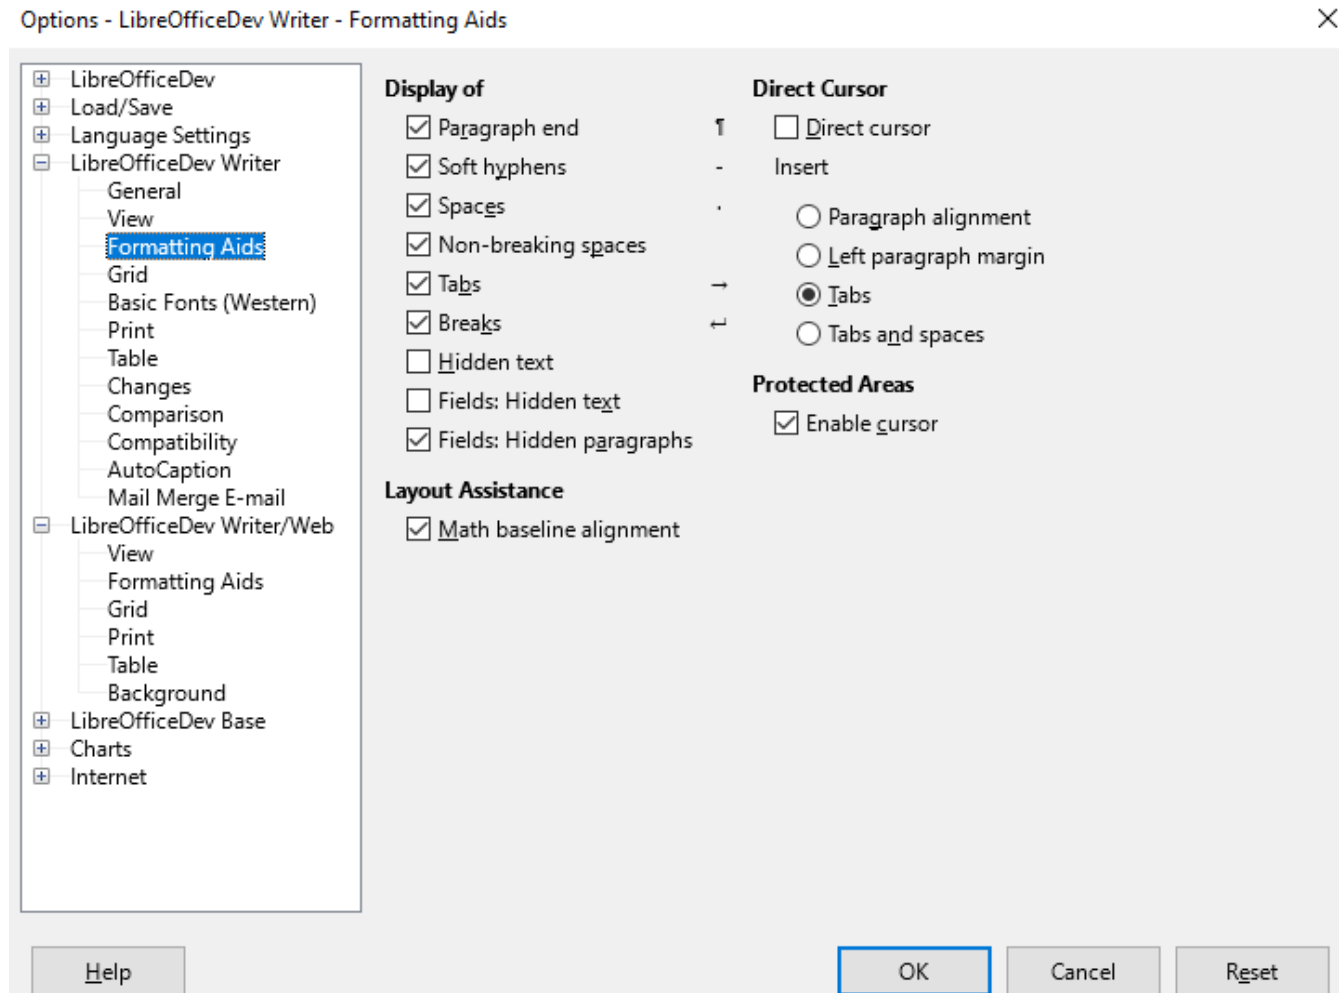 Options - LibreOfficeDev Writer - Formatting Aids
LibreOfficeDev
Load/Save
Language Settings
LibreOfficeDev Writer
General
View
Formatting Aids
Grid
Basic Fonts (Western)
Print
Table
Changes
Comparison
Compatibility
AutoCaption
Mail Merge E-mail
LibreOfficeDev Writer/Web
View
Formatting Aids
Grid
Print
Table
Background
LibreOfficeDev Base
Charts
Internet
Display of
Paragraph end ¶
Soft hyphens -
Spaces ·
Non-breaking spaces
Tabs →
Breaks ↵
Hidden text
Fields: Hidden text
Fields: Hidden paragraphs
Layout Assistance
Math baseline alignment
Direct Cursor
Direct cursor
Insert
Paragraph alignment
Left paragraph margin
Tabs
Tabs and spaces
Protected Areas
Enable cursor
Help
OK
Cancel
Reset